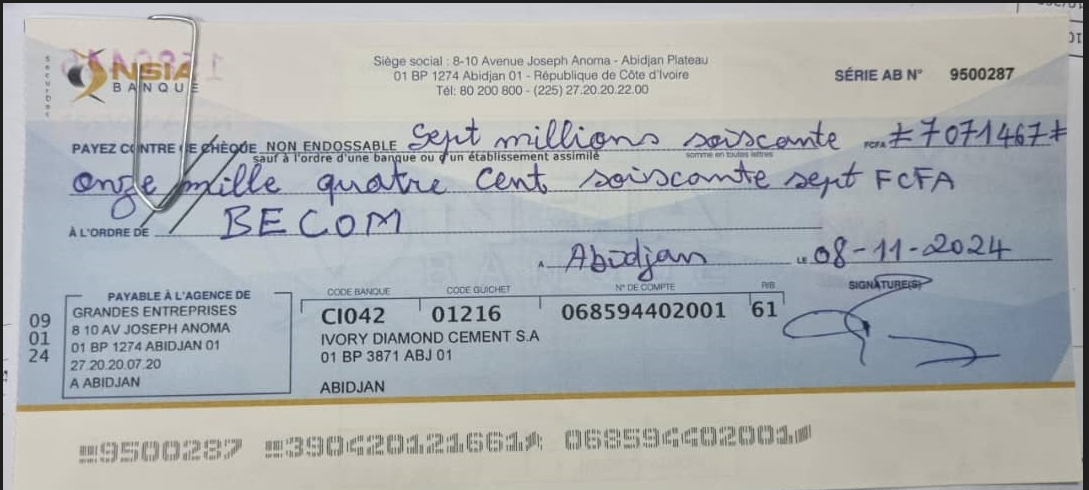 NSIA
BANQUE
Siège social : 8-10 Avenue Joseph Anoma - Abidjan Plateau
01 BP 1274 Abidjan 01 - République de Côte d'Ivoire
Tél: 80 200 800 - (225) 27.20.20.22.00
SÉRIE AB N° 9500287
PAYEZ CONTRE CE CHÈQUE NON ENDOSSABLE Sept millions soiscante FCFA #7071467#
sauf à l'ordre d'une banque ou d'un établissement assimilé somme en toutes lettres
onze mille quatre cent soiscante sept FCFA
À L'ORDRE DE BECOM
A Abidjan LE 08-11-2024
PAYABLE À L'AGENCE DE
GRANDES ENTREPRISES
8 10 AV JOSEPH ANOMA
01 BP 1274 ABIDJAN 01
27.20.20.07.20
A ABIDJAN
09
01
24
CODE BANQUE CODE GUICHET N° DE COMPTE RIB
CI042 01216 068594402001 61
IVORY DIAMOND CEMENT S.A
01 BP 3871 ABJ 01
ABIDJAN
SIGNATURE(S)
9500287 390420121661 068594402001